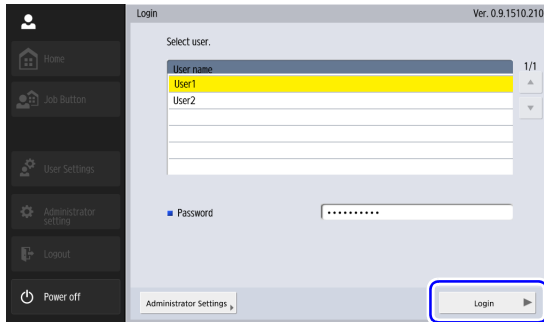 Login
Ver. 0.9.1510.210
Home
Job Button
User Settings
Administrator
setting
Logout
Power off
Select user.
User name
1/1
User1
User2
Password
••••••••••
Administrator Settings
Login